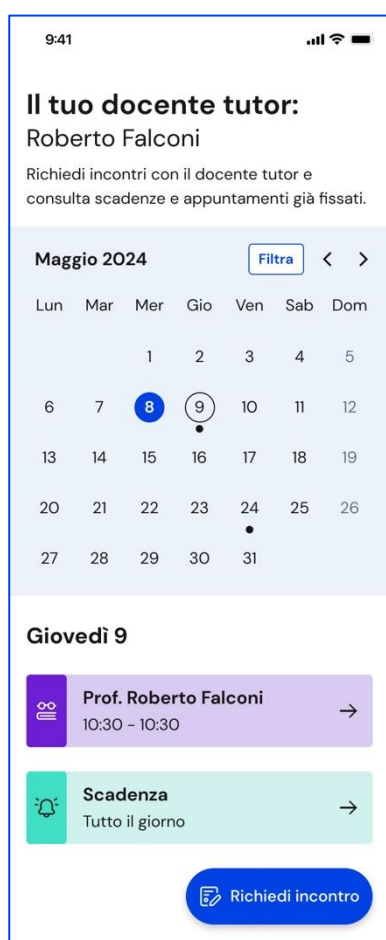 9:41
Il tuo docente tutor:
Roberto Falconi
Richiedi incontri con il docente tutor e
consulta scadenze e appuntamenti già fissati.
Maggio 2024 Filtra
Lun Mar Mer Gio Ven Sab Dom
1 2 3 4 5
6 7 8 9 10 11 12
13 14 15 16 17 18 19
20 21 22 23 24 25 26
27 28 29 30 31
Giovedì 9
Prof. Roberto Falconi
10:30 – 10:30
Scadenza
Tutto il giorno
Richiedi incontro